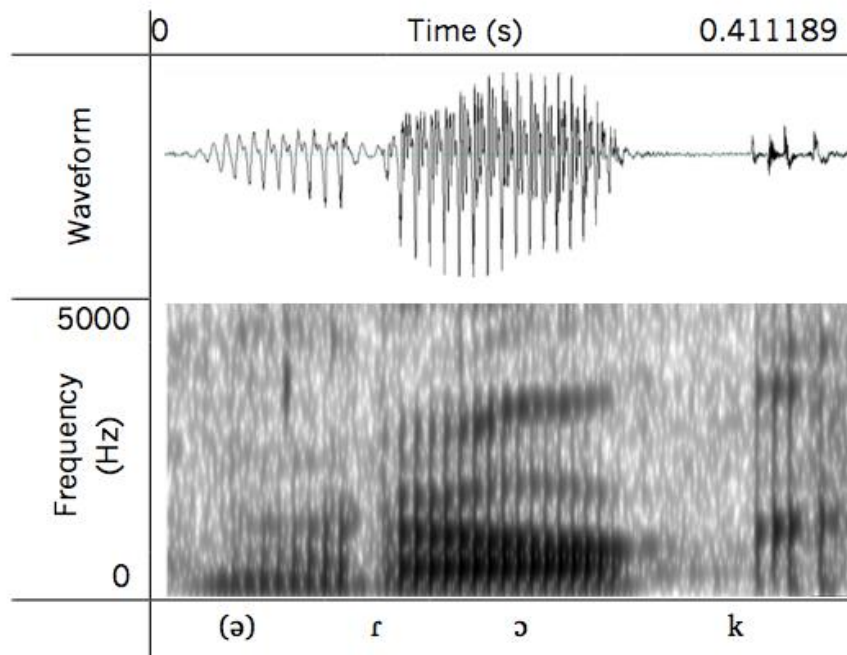 0 Time (s) 0.411189
Waveform
5000
Frequency
(Hz)
0
(ə) ɾ ɔ k